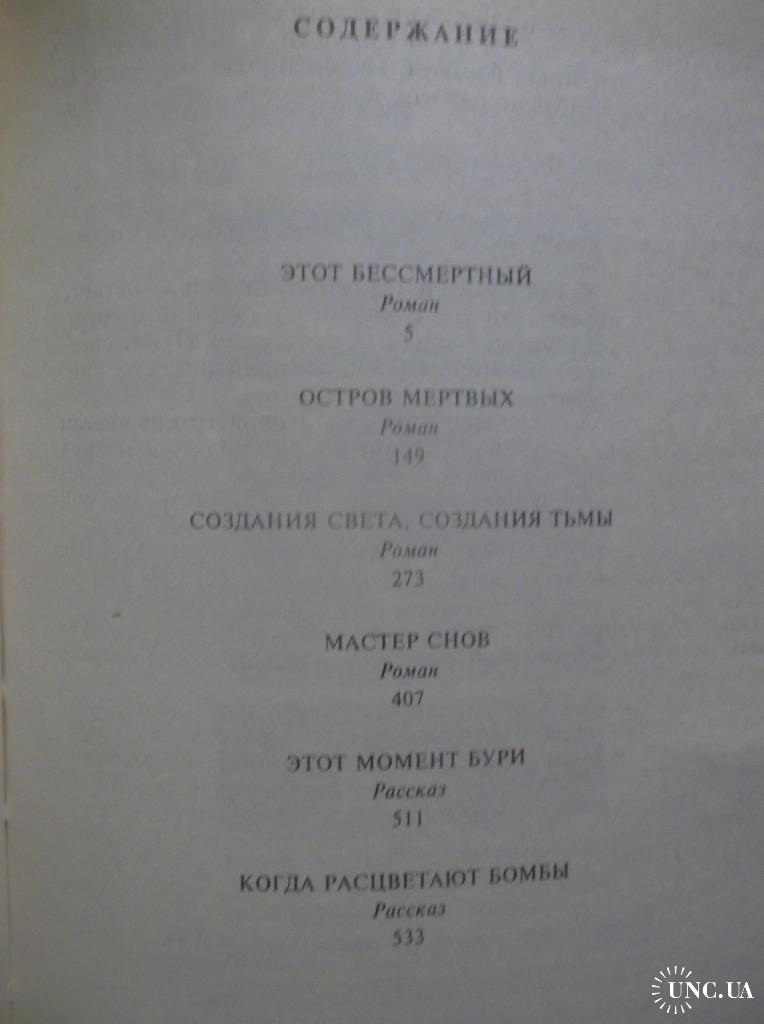 СОДЕРЖАНИЕ
ЭТОТ БЕССМЕРТНЫЙ
Роман
5
ОСТРОВ МЕРТВЫХ
Роман
149
СОЗДАНИЯ СВЕТА, СОЗДАНИЯ ТЬМЫ
Роман
273
МАСТЕР СНОВ
Роман
407
ЭТОТ МОМЕНТ БУРИ
Рассказ
511
КОГДА РАСЦВЕТАЮТ БОМБЫ
Рассказ
533
UNC.UA